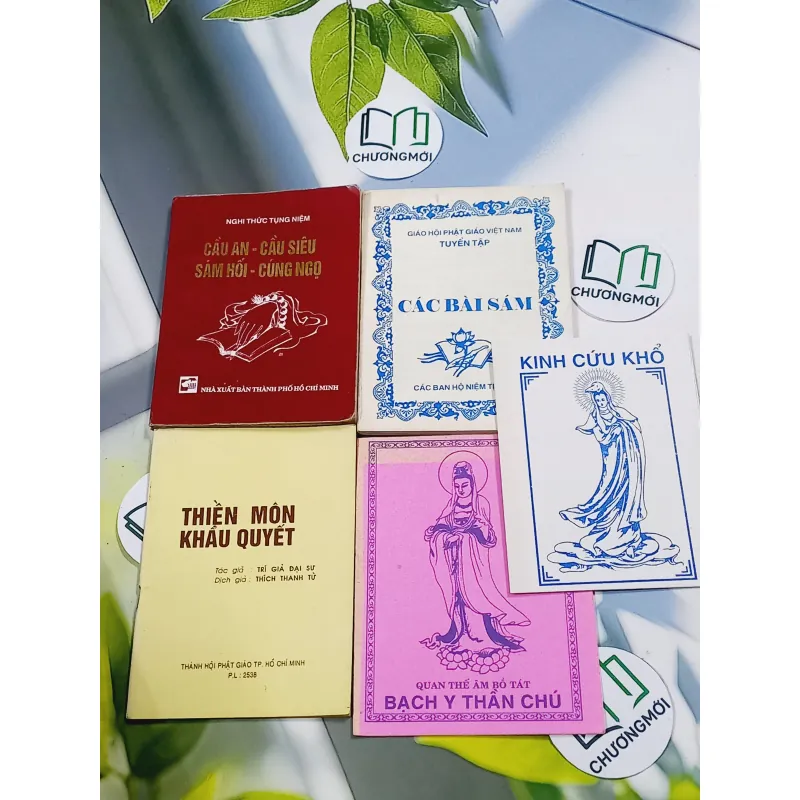 CHƯƠNGMỚI
NGHI THỨC TỤNG NIỆM
CẦU AN - CẦU SIÊU
SÁM HỐI - CÚNG NGỌ
NHÀ XUẤT BẢN THÀNH PHỐ HỒ CHÍ MINH
GIÁO HỘI PHẬT GIÁO VIỆT NAM
TUYỂN TẬP
CÁC BÀI SÁM
CÁC BAN HỘ NIỆM
CHƯƠNGMỚI
KINH CỨU KHỔ
THIỀN MÔN
KHẨU QUYẾT
Tác giả : TRÍ GIẢ ĐẠI SƯ
Dịch giả : THÍCH THANH TỪ
THÀNH HỘI PHẬT GIÁO TP. HỒ CHÍ MINH
P.L : 2538
QUAN THẾ ÂM BỒ TÁT
BẠCH Y THẦN CHÚ
CHƯƠNGMỚI